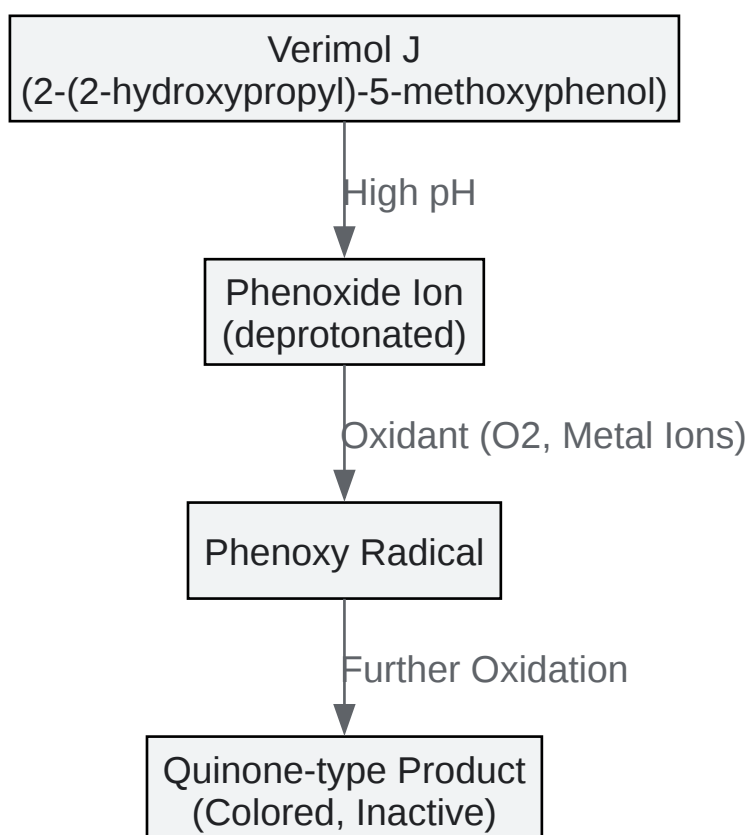 Verimol J
(2-(2-hydroxypropyl)-5-methoxyphenol)
High pH
Phenoxide Ion
(deprotonated)
Oxidant (O2, Metal Ions)
Phenoxy Radical
Further Oxidation
Quinone-type Product
(Colored, Inactive)